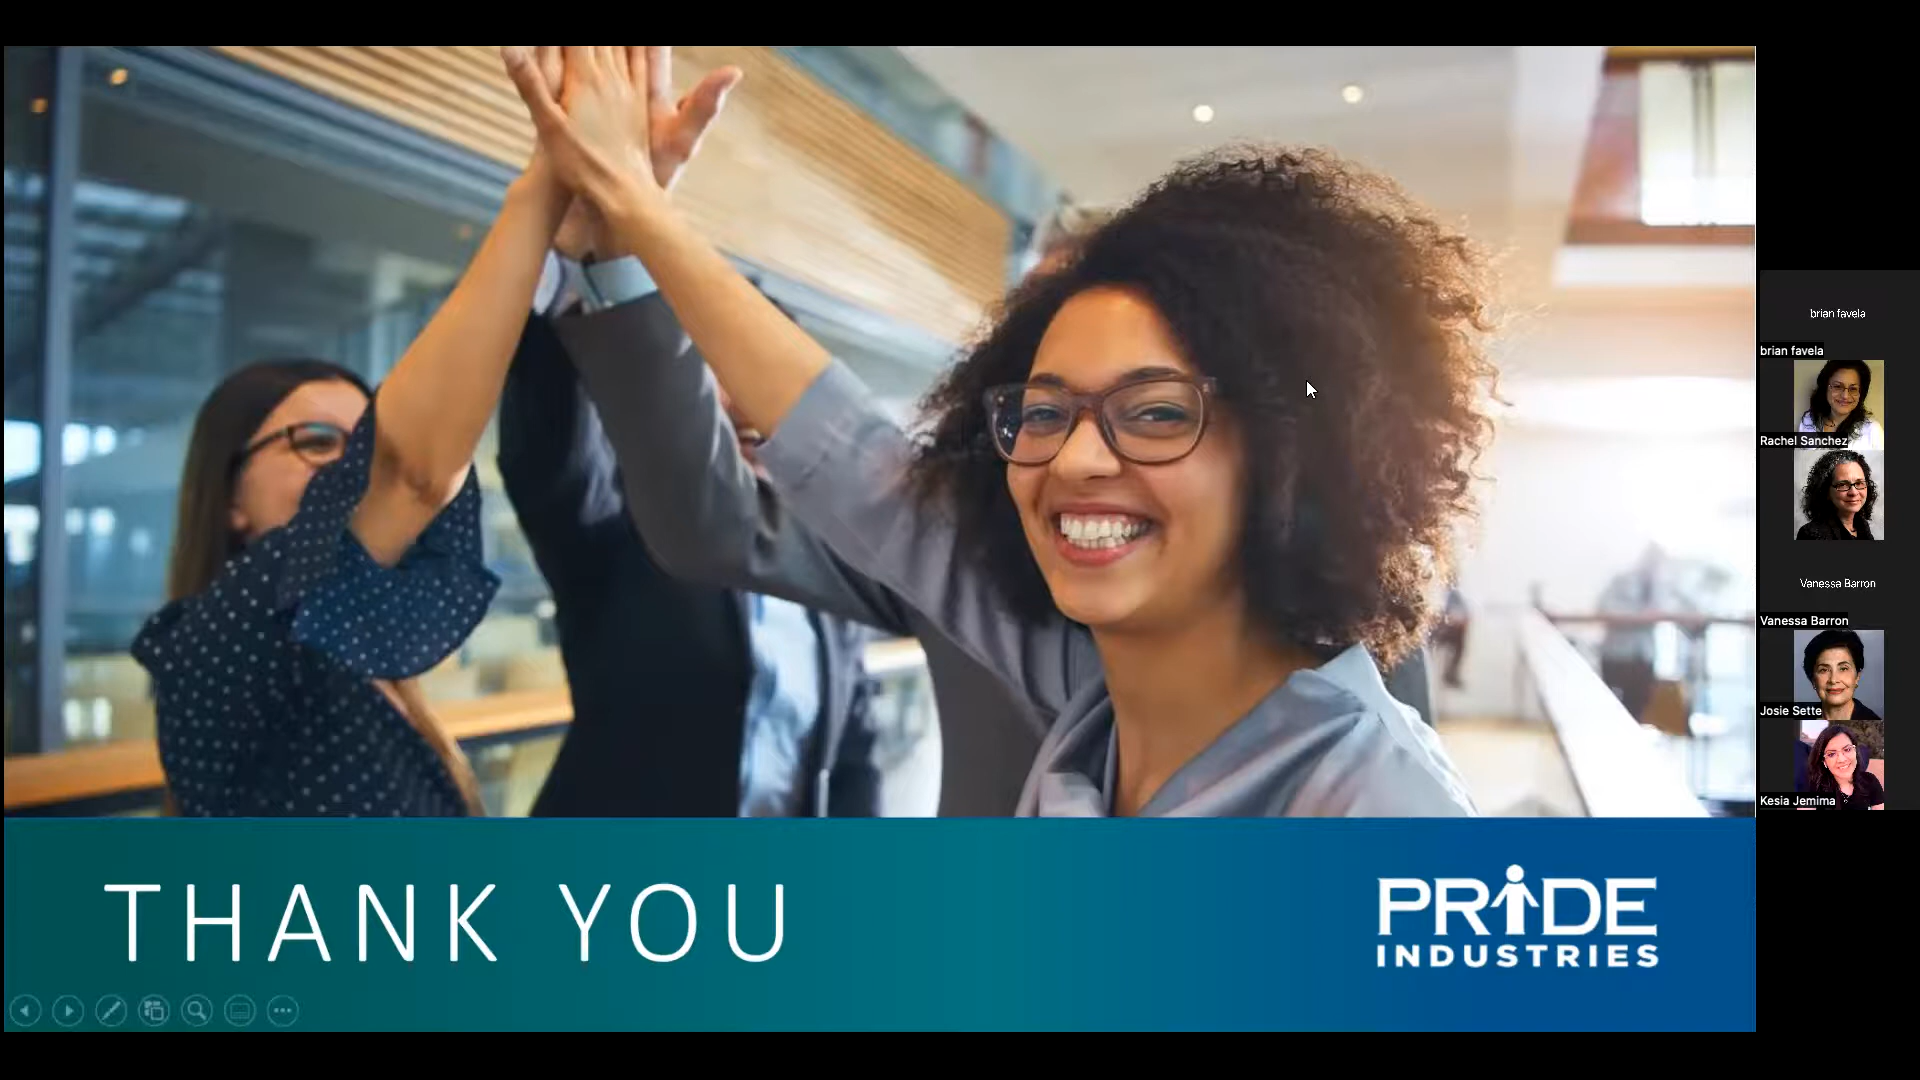 THANK YOU
PRIDE
INDUSTRIES
brian favela
brian favela
Rachel Sanchez
Vanessa Barron
Vanessa Barron
Josie Sette
Kesia Jemima